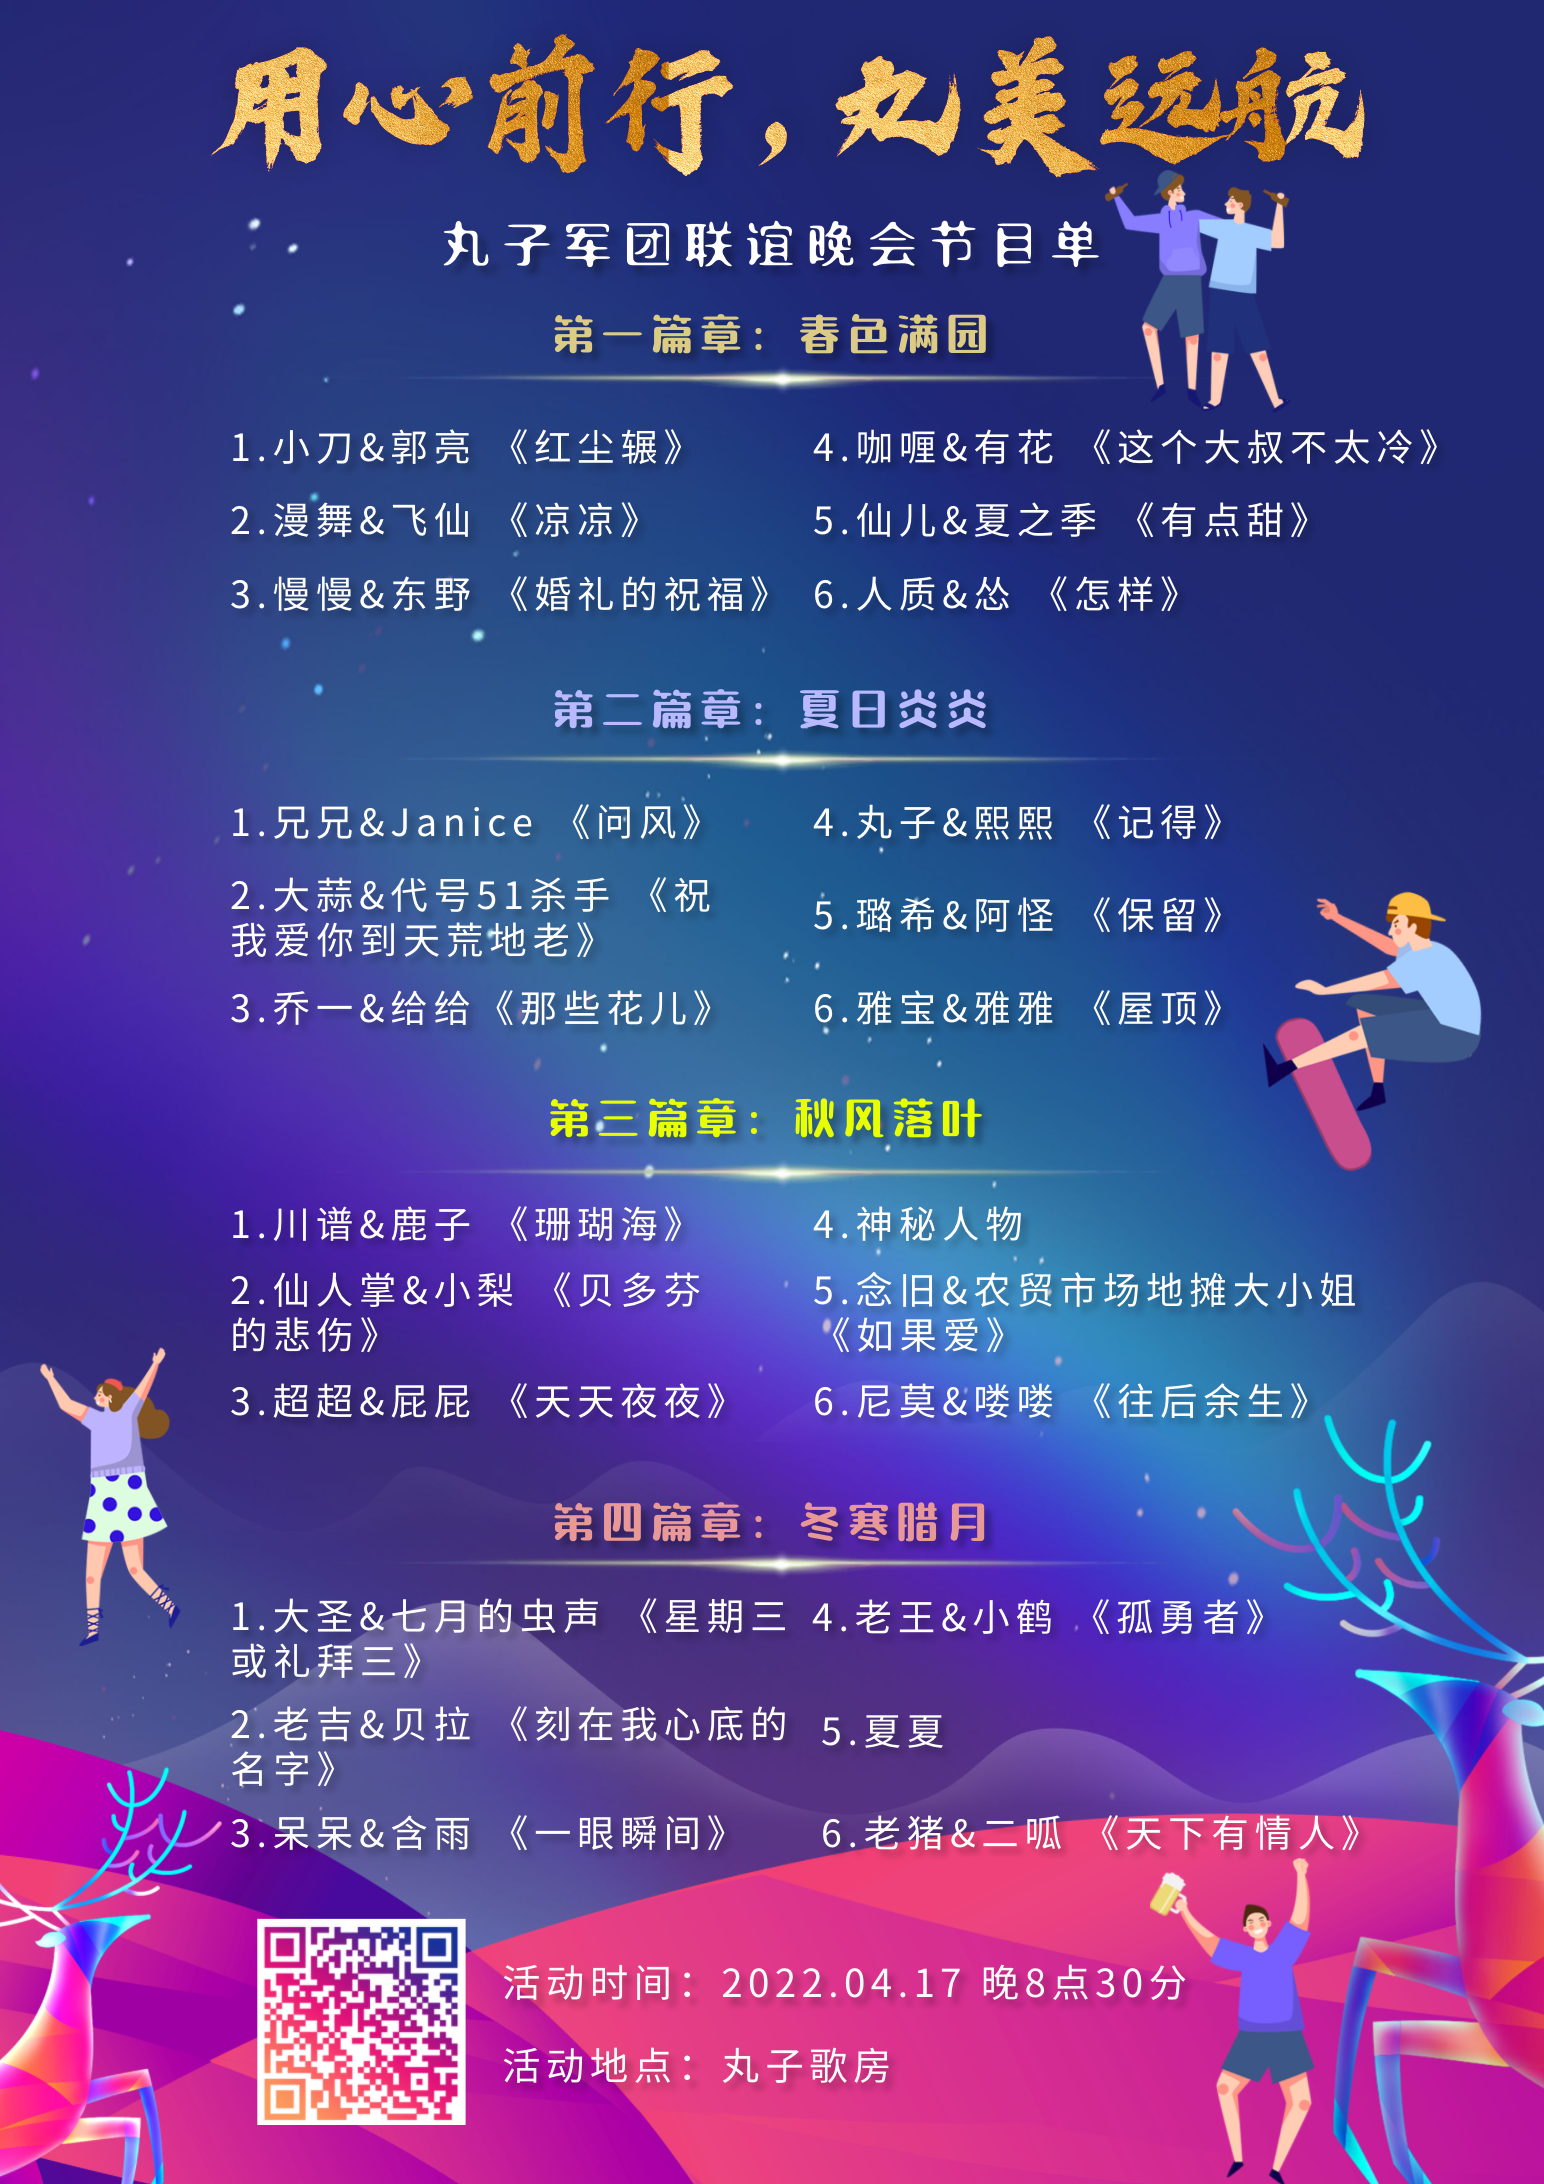 用心前行，丸美远航
丸子军团联谊晚会节目单
第一篇章：春色满园
1.小刀&郭亮 《红尘辗》
2.漫舞&飞仙 《凉凉》
3.慢慢&东野 《婚礼的祝福》
4.咖喱&有花 《这个大叔不太冷》
5.仙儿&夏之季 《有点甜》
6.人质&怂 《怎样》
第二篇章：夏日炎炎
1.兄兄&Janice 《问风》
2.大蒜&代号51杀手 《祝
我爱你到天荒地老》
3.乔一&给给《那些花儿》
4.丸子&熙熙 《记得》
5.璐希&阿怪 《保留》
6.雅宝&雅雅 《屋顶》
第三篇章：秋风落叶
1.川谱&鹿子 《珊瑚海》
2.仙人掌&小梨 《贝多芬
的悲伤》
3.超超&屁屁 《天天夜夜》
4.神秘人物
5.念旧&农贸市场地摊大小姐
《如果爱》
6.尼莫&喽喽 《往后余生》
第四篇章：冬寒腊月
1.大圣&七月的虫声 《星期三
或礼拜三》
2.老吉&贝拉 《刻在我心底的
名字》
3.呆呆&含雨 《一眼瞬间》
4.老王&小鹤 《孤勇者》
5.夏夏
6.老猪&二呱 《天下有情人》
活动时间：2022.04.17 晚8点30分
活动地点：丸子歌房